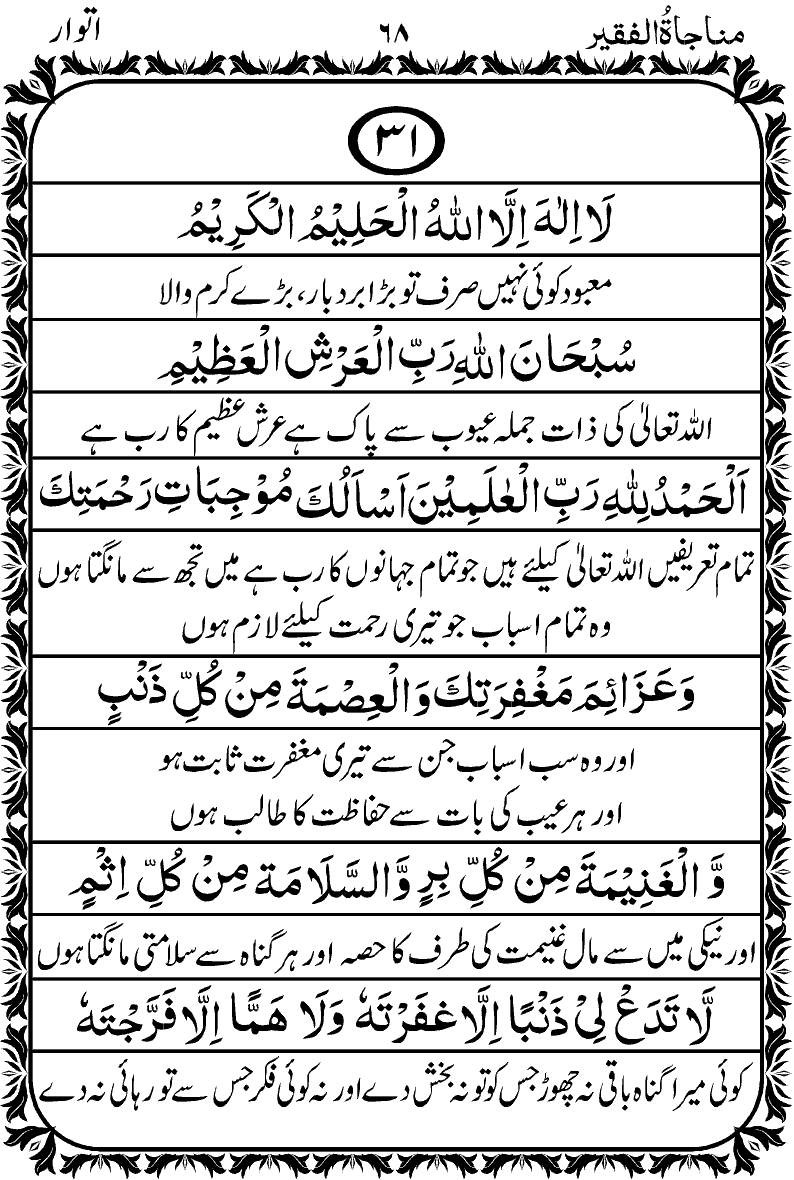 مناجاۃُالفقیر ٦٨ اتوار
٣١
لَا اِلٰهَ اِلَّا اللّٰهُ الْحَلِيْمُ الْكَرِيْمُ
معبود کوئی نہیں صرف تو بڑا بردبار، بڑے کرم والا
سُبْحَانَ اللّٰهِ رَبِّ الْعَرْشِ الْعَظِيْمِ
اللہ تعالیٰ کی ذات جملہ عیوب سے پاک ہے عرش عظیم کا رب ہے
اَلْحَمْدُ لِلّٰهِ رَبِّ الْعٰلَمِيْنَ اَسْاَلُكَ مُوْجِبَاتِ رَحْمَتِكَ
تمام تعریفیں اللہ تعالیٰ کیلئے ہیں جو تمام جہانوں کا رب ہے میں تجھ سے مانگتا ہوں
وہ تمام اسباب جو تیری رحمت کیلئے لازم ہوں
وَعَزَائِمَ مَغْفِرَتِكَ وَالْعِصْمَةَ مِنْ كُلِّ ذَنْبٍ
اور وہ سب اسباب جن سے تیری مغفرت ثابت ہو
اور ہر عیب کی بات سے حفاظت کا طالب ہوں
وَّ الْغَنِيْمَةَ مِنْ كُلِّ بِرٍ وَّالسَّلَامَةَ مِنْ كُلِّ اِثْمٍ
اور نیکی میں سے مال غنیمت کی طرف کا حصہ اور ہر گناہ سے سلامتی مانگتا ہوں
لَّا تَدَعْ لِيْ ذَنْبًا اِلَّا غفَرْتَهٗ وَلَا هَمًّا اِلَّا فَرَّجْتَهٗ
کوئی میرا گناہ باقی نہ چھوڑ جس کو تو نہ بخش دے اور نہ کوئی فکر جس سے تو رہائی نہ دے